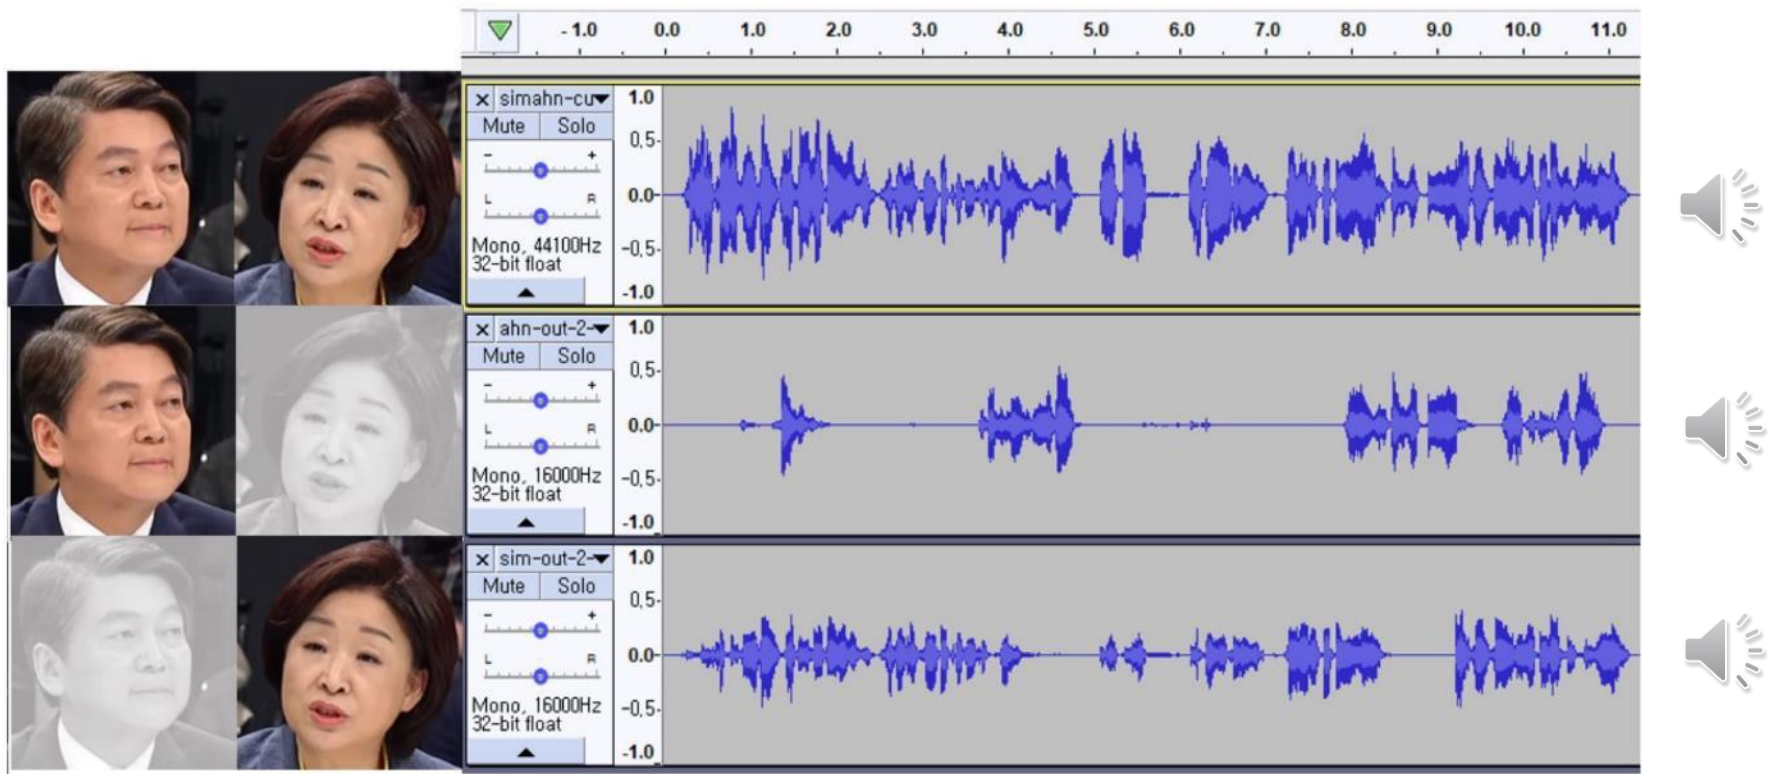 - 1.0 0.0 1.0 2.0 3.0 4.0 5.0 6.0 7.0 8.0 9.0 10.0 11.0
× simahn-cu 1.0
Mute Solo
0.5-
- +
L R
0.0-
Mono, 44100Hz
32-bit float
-0.5-
-1.0
× ahn-out-2- 1.0
Mute Solo
0.5-
- +
L R
0.0-
Mono, 16000Hz
32-bit float
-0.5-
-1.0
× sim-out-2- 1.0
Mute Solo
0.5-
- +
L R
0.0-
Mono, 16000Hz
32-bit float
-0.5-
-1.0